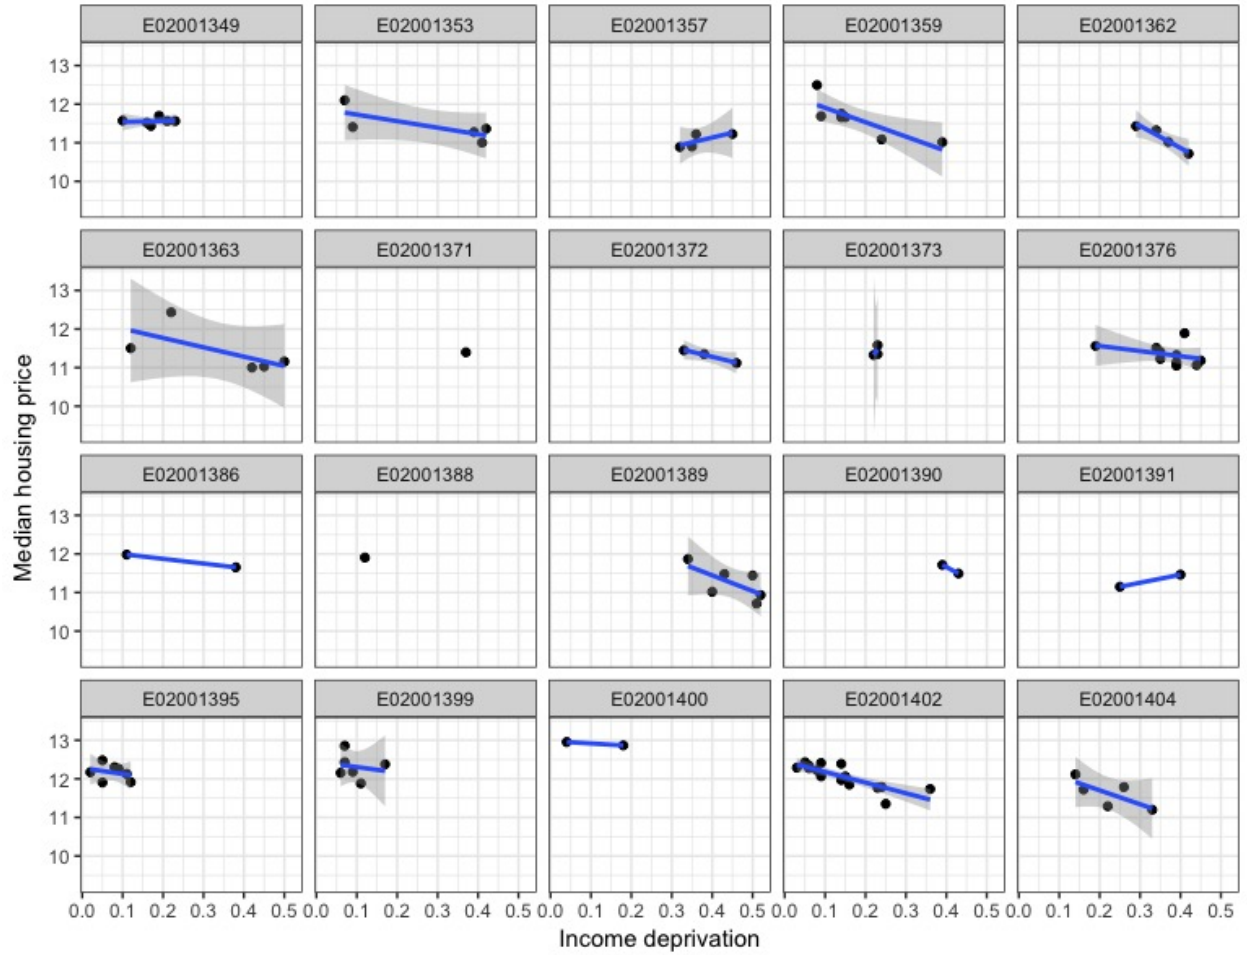 E02001349 E02001353 E02001357 E02001359 E02001362
13
12
11
10
E02001363 E02001371 E02001372 E02001373 E02001376
13
12
11
10
Median housing price
E02001386 E02001388 E02001389 E02001390 E02001391
13
12
11
10
E02001395 E02001399 E02001400 E02001402 E02001404
13
12
11
10
0.0 0.1 0.2 0.3 0.4 0.5 0.0 0.1 0.2 0.3 0.4 0.5 0.0 0.1 0.2 0.3 0.4 0.5 0.0 0.1 0.2 0.3 0.4 0.5 0.0 0.1 0.2 0.3 0.4 0.5
Income deprivation